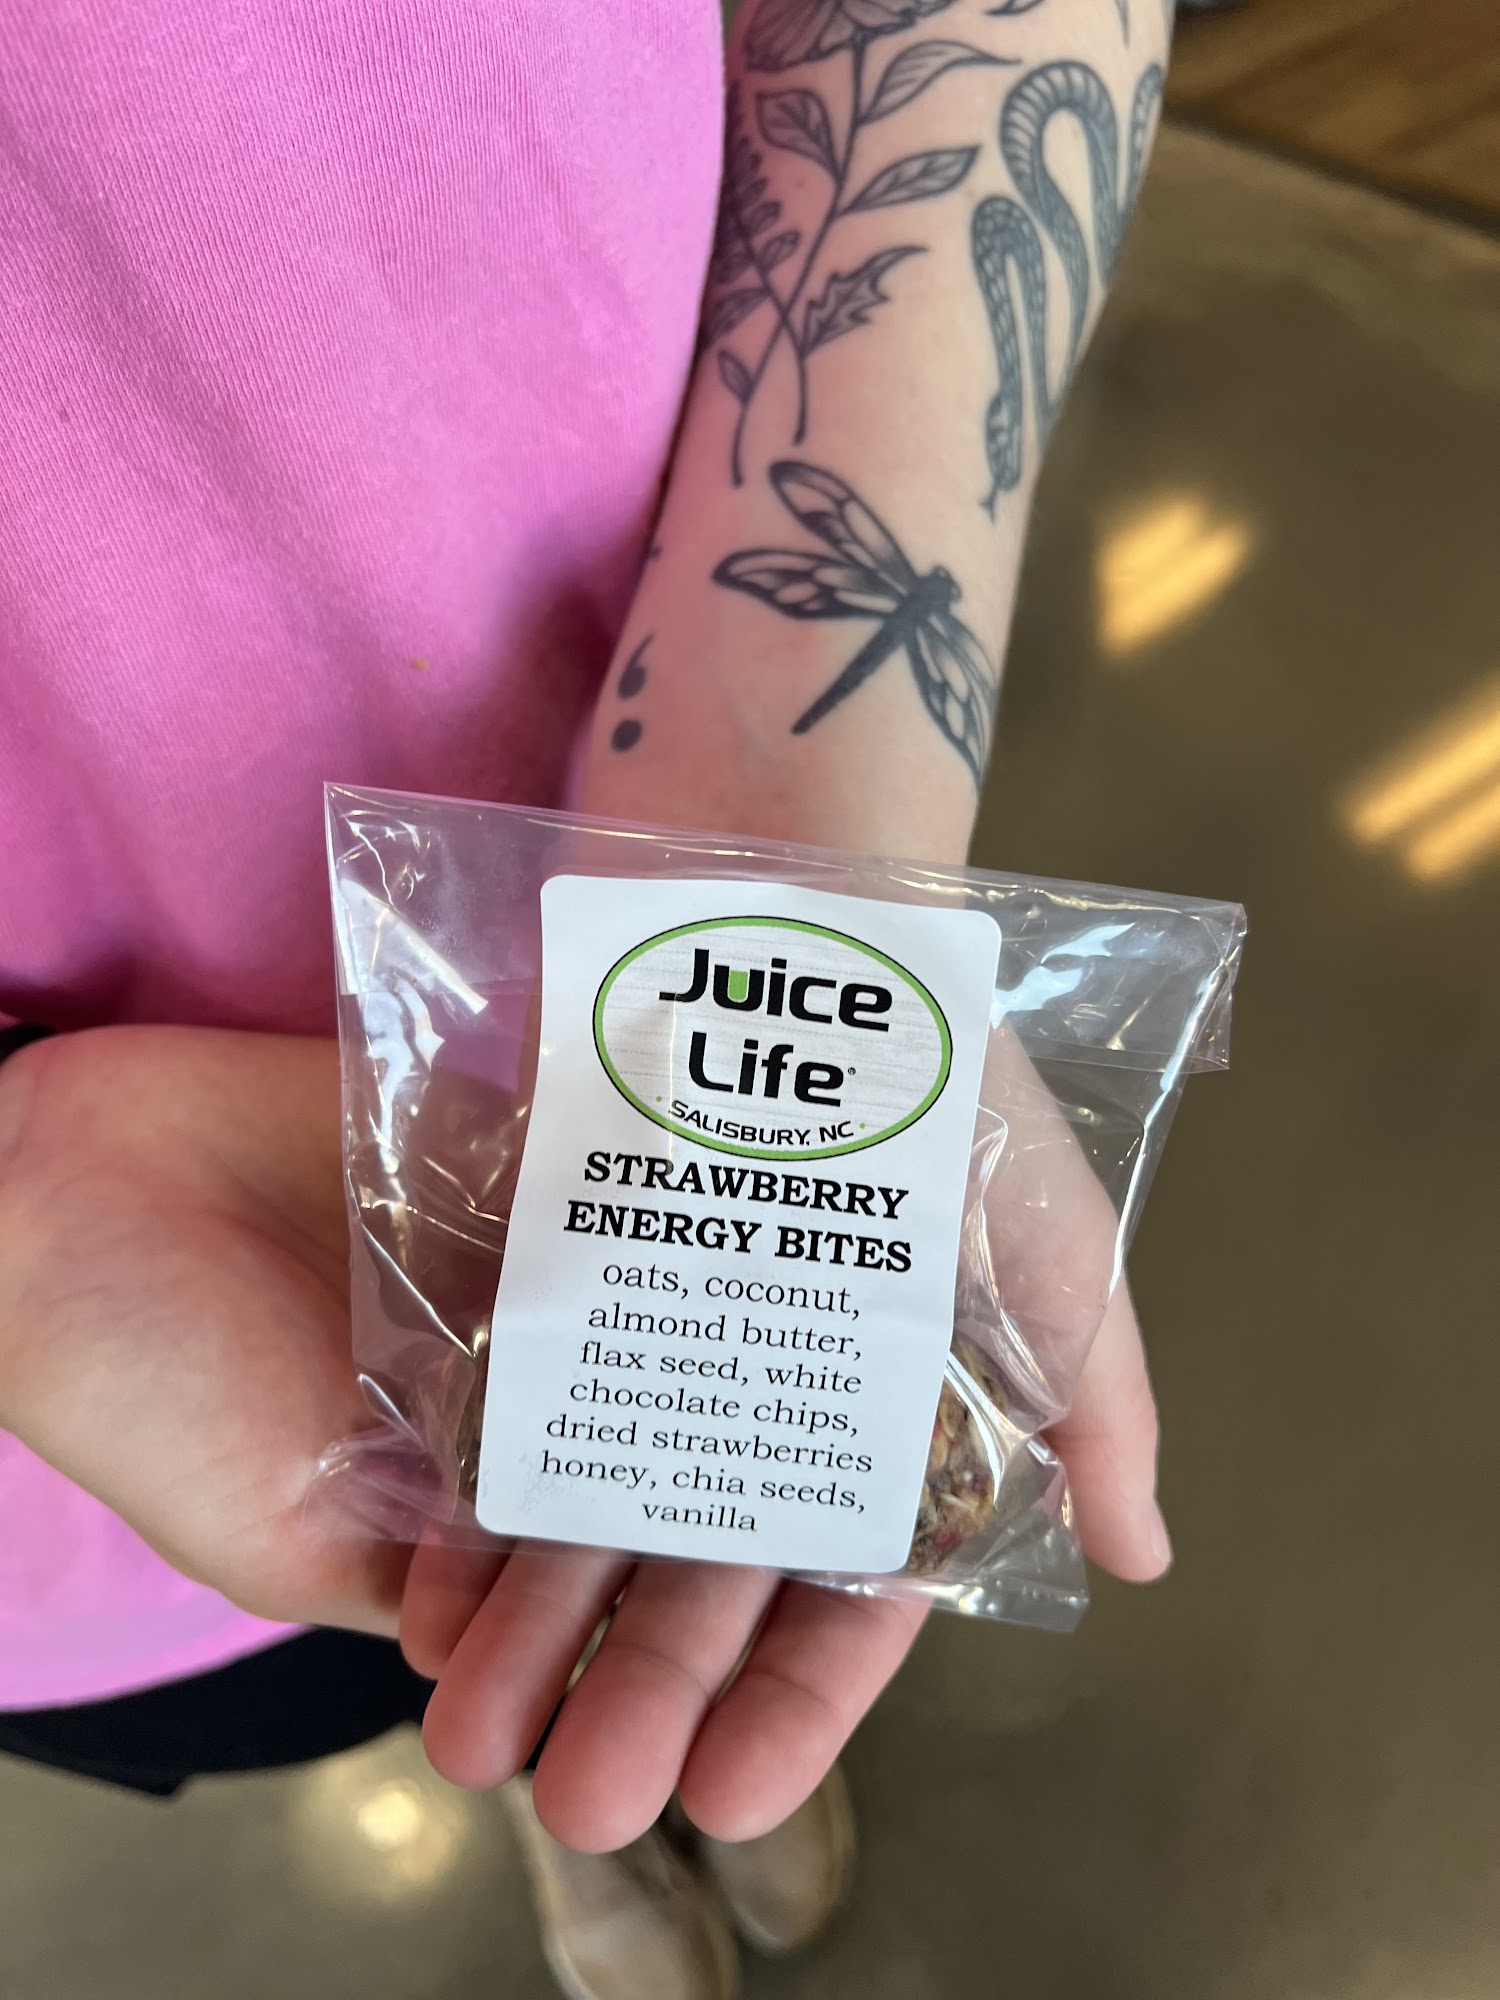 Juice
Life®
• SALISBURY, NC •
STRAWBERRY
ENERGY BITES
oats, coconut,
almond butter,
flax seed, white
chocolate chips,
dried strawberries
honey, chia seeds,
vanilla